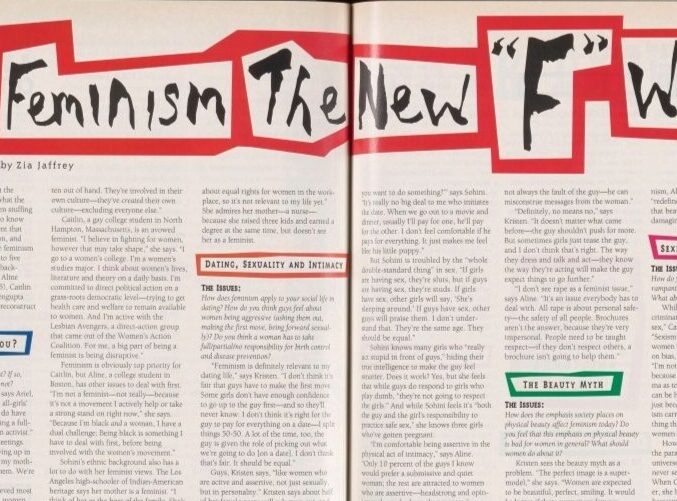 Feminism The New "F" W
by Zia Jaffrey
ten out of hand. They're involved in their
own culture—they've created their own
culture—excluding everyone else."
Caitlin, a gay college student in North
Hampton, Massachusetts, is an avowed
feminist. "I believe in fighting for women,
however that may take shape," she says. "I
go to a women's college. I'm a women's
studies major. I think about women's lives,
literature and theory on a daily basis. I'm
committed to direct political action on a
grass-roots democratic level—trying to get
health care and welfare to remain available
to women. And I'm active with the
Lesbian Avengers, a direct-action group
that came out of the Women's Action
Coalition. For me, a big part of being a
feminist is being disruptive."
Feminism is obviously top priority for
Caitlin, but Aline, a college student in
Boston, has other issues to deal with first.
"I'm not a feminist—not really—because
it's not a movement I actively help or take
a strong stand on right now," she says.
"Because I'm black and a woman, I have a
dual challenge. Being black is something I
have to deal with first, before being
involved with the women's movement."
Sohini's ethnic background also has a
lot to do with her feminist views. The Los
Angeles high-schooler of Indian-American
heritage says her mother is a feminist. "I
about equal rights for women in the work-
place, so it's not relevant to my life yet."
She admires her mother—a nurse—
because she raised three kids and earned a
degree at the same time, but doesn't see
her as a feminist.
DATING, SEXUALITY AND INTIMACY
THE ISSUES:
How does feminism apply to your social life in
dating? How do you think guys feel about
women being aggressive (asking them out,
making the first move, being forward sexual-
ly)? Do you think a woman has to take
full/partial/no responsibility for birth control
and disease prevention?
"Feminism is definitely relevant to my
dating life," says Kristen. "I don't think it's
fair that guys have to make the first move.
Some girls don't have enough confidence
to go up to the guy first—and so they'll
never know. I don't think it's right for the
guy to pay for everything on a date—I split
things 50-50. A lot of the time, too, the
guy is given the role of picking out what
we're going to do [on a date]. I don't think
that's fair. It should be equal."
Guys, Kristen says, "like women who
are active and assertive, not just sexually,
but in personality." Kristen says about half
you want to do something?'" says Sohini.
"It's really no big deal to me who initiates
the date. When we go out to a movie and
dinner, usually I'll pay for one, he'll pay
for the other. I don't feel comfortable if he
pays for everything. It just makes me feel
like his little puppy."
But Sohini is troubled by the "whole
double-standard thing" in sex. "If girls
are having sex, they're sluts, but if guys
are having sex, they're studs. If girls
have sex, other girls will say, 'She's
sleeping around.' If guys have sex, other
guys will praise them. I don't under-
stand that. They're the same age. They
should be equal."
Sohini knows many girls who "really
act stupid in front of guys," hiding their
true intelligence to make the guy feel
smarter. Does it work? Yes, but she feels
that while guys do respond to girls who
play dumb, "they're not going to respect
the girls." And while Sohini feels it's "both
the guy and the girl's responsibility to
practice safe sex," she knows three girls
who've gotten pregnant.
"I'm comfortable being assertive in the
physical act of intimacy," says Aline.
"Only 10 percent of the guys I know
would prefer a submissive and quiet
woman; the rest are attracted to women
who are assertive—headstrong and opin-
not always the fault of the guy—he can
misconstrue messages from the woman."
"Definitely, no means no," says
Kristen. "It doesn't matter what came
before—the guy shouldn't push for more.
But sometimes girls just tease the guy,
and I don't think that's right. The way
they dress and talk and act—they know
the way they're acting will make the guy
expect things to go further."
"I don't see rape as a feminist issue,"
says Aline. "It's an issue everybody has to
deal with. All rape is about personal safe-
ty—the safety of all people. Brochures
aren't the answer, because they're very
impersonal. People need to be taught
respect—if they don't respect others, a
brochure isn't going to help them."
THE BEAUTY MYTH
THE ISSUES:
How does the emphasis society places on
physical beauty affect feminism today? Do
you feel that this emphasis on physical beauty
is bad for women in general? What should
women do about it?
Kristen sees the beauty myth as a
problem. "The perfect image is a super-
model," she says. "Women are expected
to be beautiful, perfect, smiling